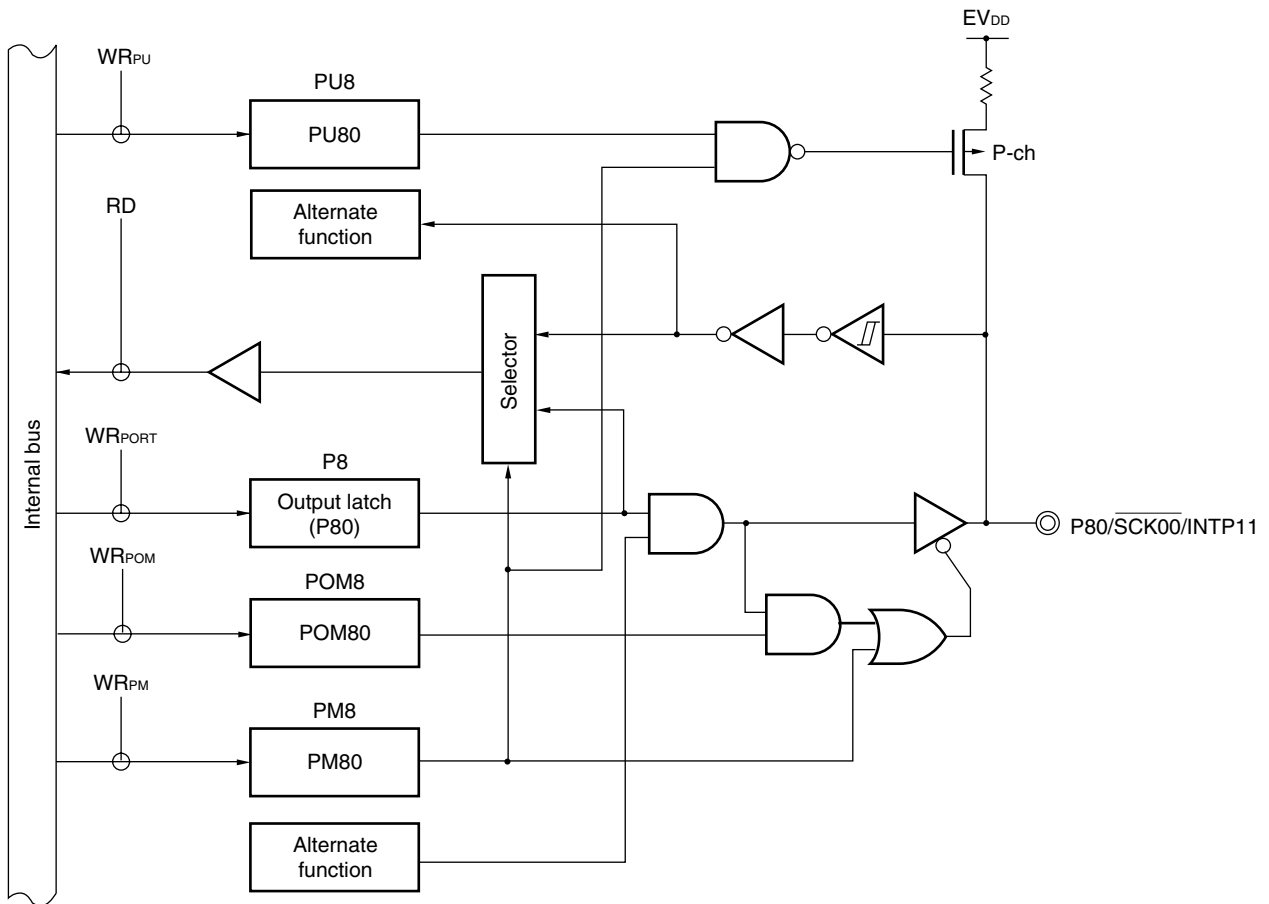 EVDD
WRPU
PU8
PU80
P-ch
RD
Alternate
function
Selector
Internal bus
WRPORT
P8
Output latch
(P80)
P80/SCK00/INTP11
WRPOM
POM8
POM80
WRPM
PM8
PM80
Alternate
function